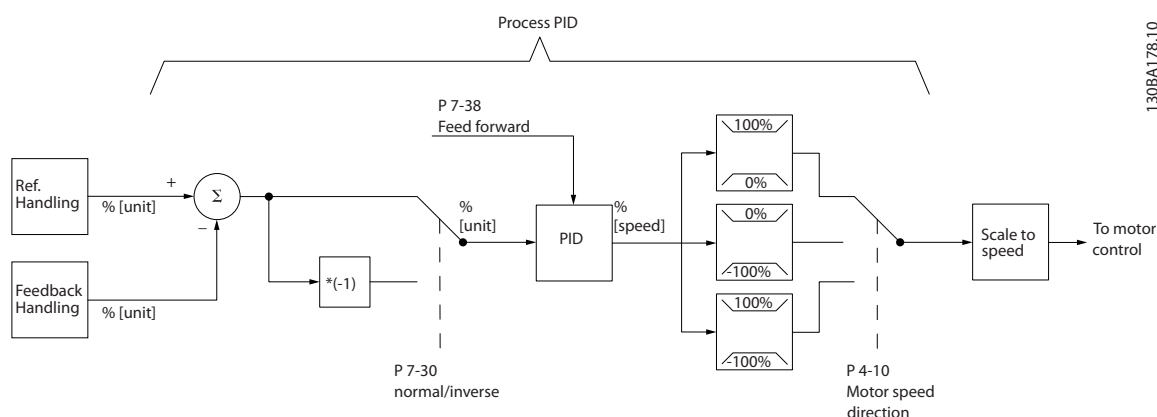 Process PID
130BA178.10
P 7-38
Feed forward
Ref.
Handling
% [unit]
+
Σ
−
%
[unit]
PID
%
[speed]
100%
0%
0%
-100%
100%
-100%
Scale to
speed
To motor
control
Feedback
Handling
% [unit]
*(-1)
P 7-30
normal/inverse
P 4-10
Motor speed
direction